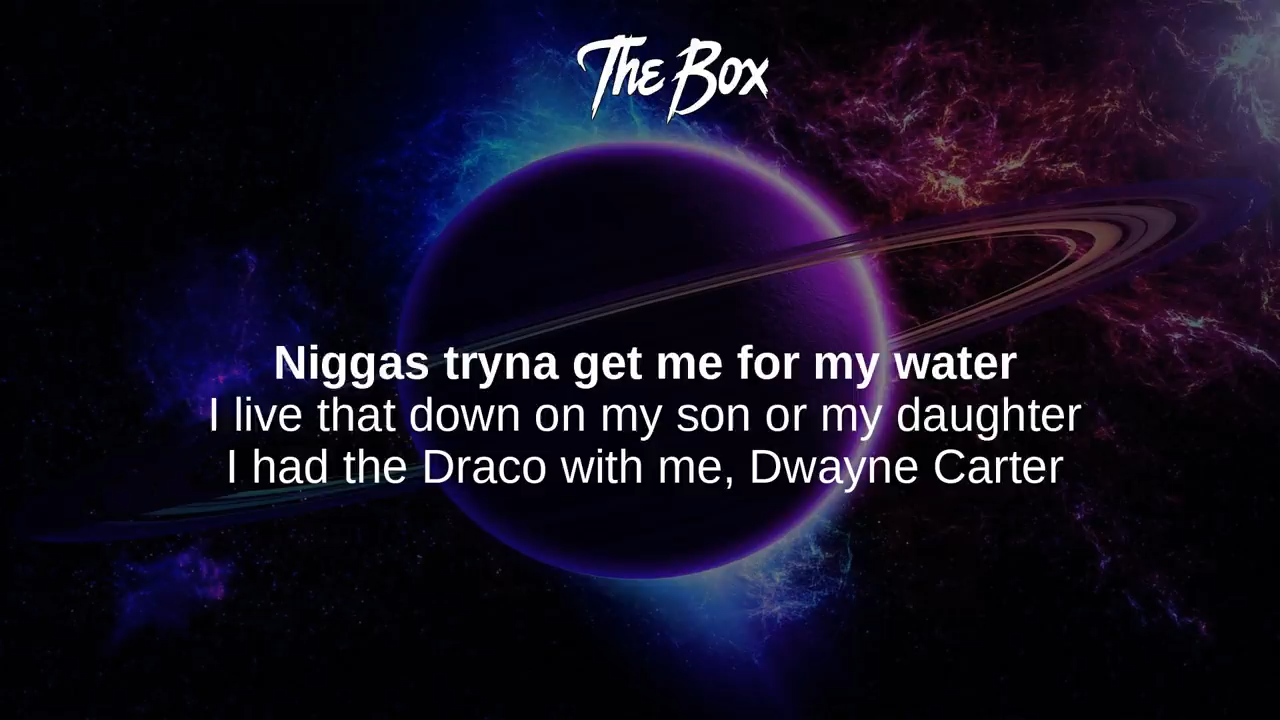 The Box
Niggas tryna get me for my water
I live that down on my son or my daughter
I had the Draco with me, Dwayne Carter